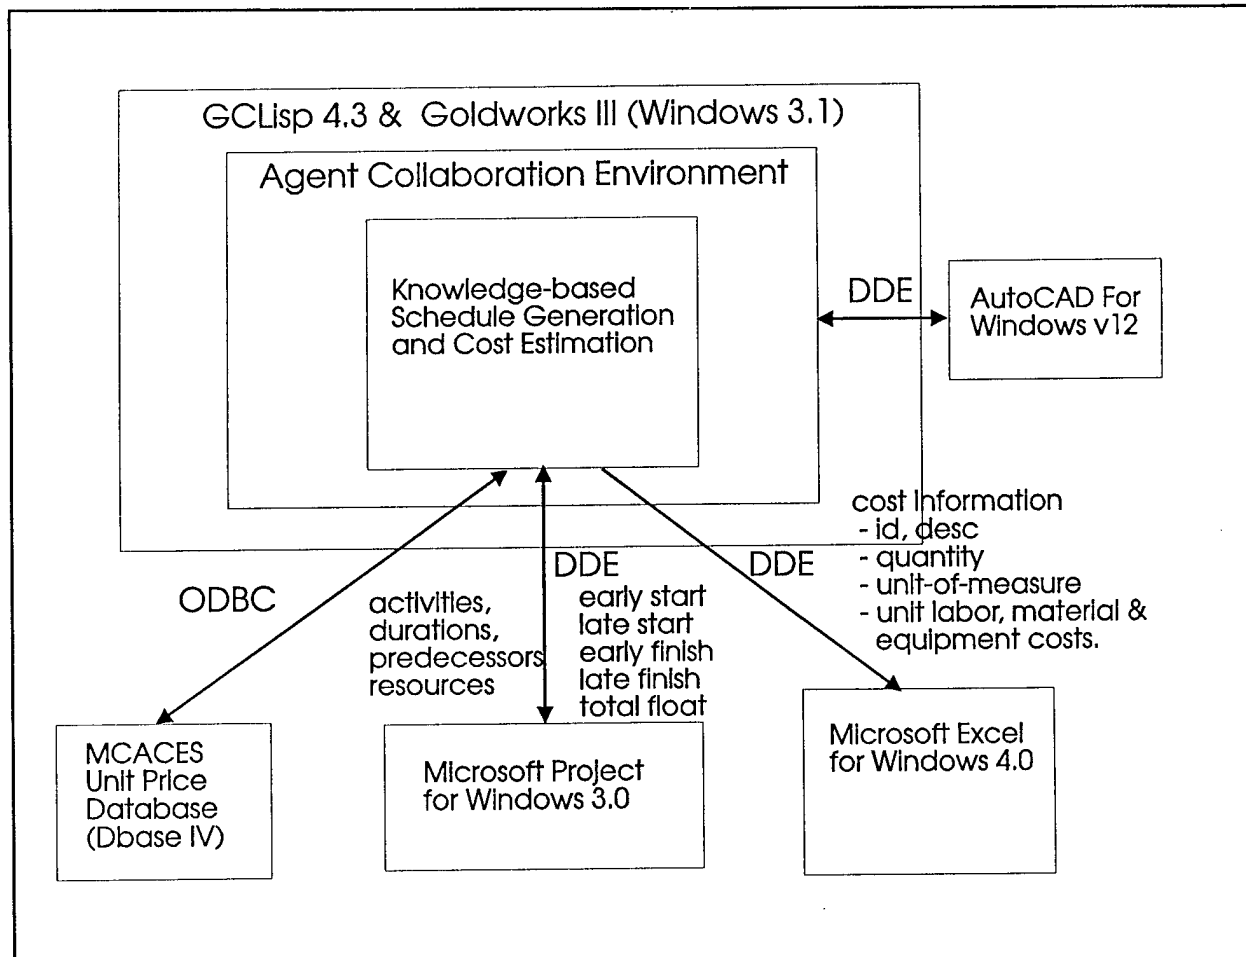 GCLisp 4.3 & Goldworks III (Windows 3.1)
Agent Collaboration Environment
Knowledge-based
Schedule Generation
and Cost Estimation
DDE
AutoCAD For
Windows v12
cost information
- id, desc
- quantity
- unit-of-measure
- unit labor, material &
equipment costs.
ODBC
DDE
DDE
activities,
durations,
predecessors
resources
early start
late start
early finish
late finish
total float
MCACES
Unit Price
Database
(Dbase IV)
Microsoft Project
for Windows 3.0
Microsoft Excel
for Windows 4.0